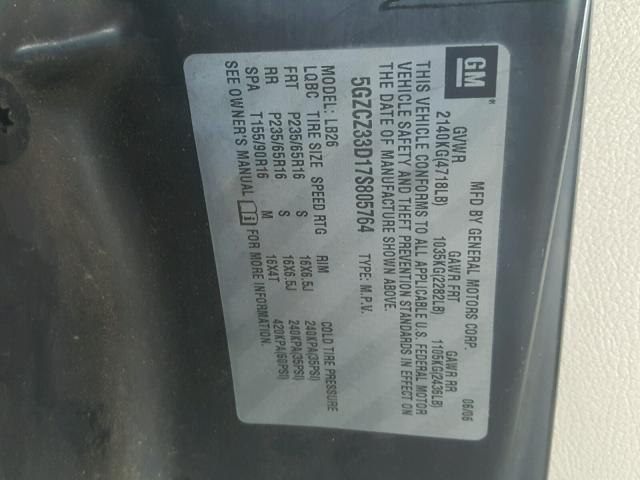 GM
MFD BY GENERAL MOTORS CORP. 06/06
GVWR GAWR FRT GAWR RR
2140KG(4718LB) 1035KG(2282LB) 1105KG(2436LB)
THIS VEHICLE CONFORMS TO ALL APPLICABLE U.S. FEDERAL MOTOR
VEHICLE SAFETY AND THEFT PREVENTION STANDARDS IN EFFECT ON
THE DATE OF MANUFACTURE SHOWN ABOVE.
5GZCZ33D17S805764 TYPE: M.P.V.
MODEL: LB26
LQBC TIRE SIZE SPEED RTG RIM COLD TIRE PRESSURE
FRT P235/65R16 S 16X6.5J 240KPA(35PSI)
RR P235/65R16 S 16X6.5J 240KPA(35PSI)
SPA T155/90R16 M 16X4T 420KPA(60PSI)
SEE OWNER'S MANUAL FOR MORE INFORMATION